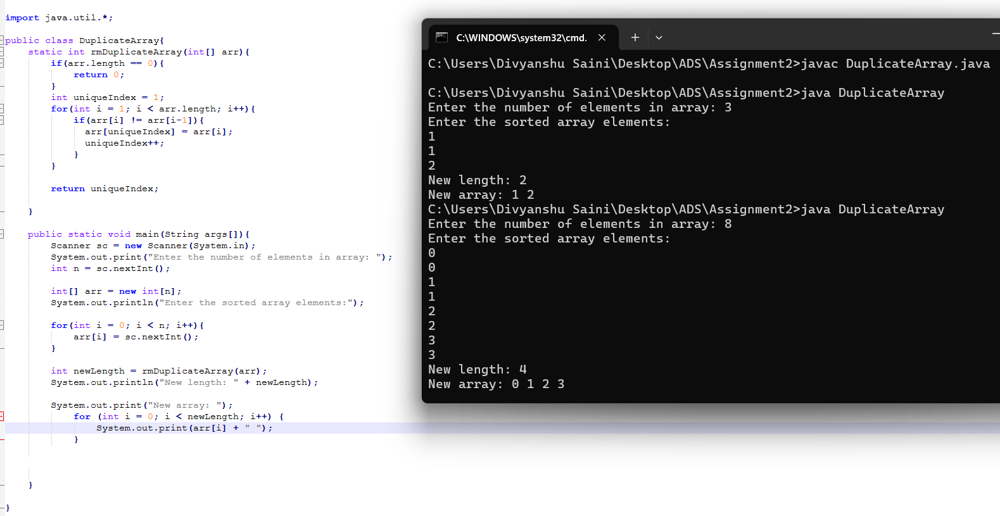 import java.util.*;
public class DuplicateArray{
static int rmDuplicateArray(int[] arr){
if(arr.length == 0){
return 0;
}
int uniqueIndex = 1;
for(int i = 1; i < arr.length; i++){
if(arr[i] != arr[i-1]){
arr[uniqueIndex] = arr[i];
uniqueIndex++;
}
}
return uniqueIndex;
}
public static void main(String args[]){
Scanner sc = new Scanner(System.in);
System.out.print("Enter the number of elements in array: ");
int n = sc.nextInt();
int[] arr = new int[n];
System.out.println("Enter the sorted array elements:");
for(int i = 0; i < n; i++){
arr[i] = sc.nextInt();
}
int newLength = rmDuplicateArray(arr);
System.out.println("New length: " + newLength);
System.out.print("New array: ");
for (int i = 0; i < newLength; i++) {
System.out.print(arr[i] + " ");
}
}
}
C:\WINDOWS\system32\cmd.
C:\Users\Divyanshu Saini\Desktop\ADS\Assignment2>javac DuplicateArray.java
C:\Users\Divyanshu Saini\Desktop\ADS\Assignment2>java DuplicateArray
Enter the number of elements in array: 3
Enter the sorted array elements:
1
1
2
New length: 2
New array: 1 2
C:\Users\Divyanshu Saini\Desktop\ADS\Assignment2>java DuplicateArray
Enter the number of elements in array: 8
Enter the sorted array elements:
0
0
1
1
2
2
3
3
New length: 4
New array: 0 1 2 3